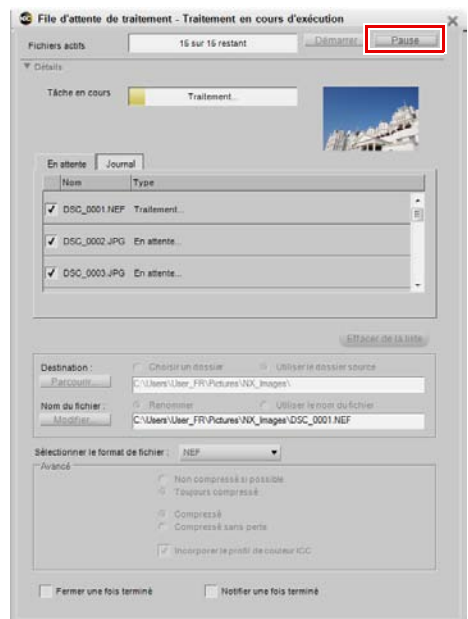 File d'attente de traitement - Traitement en cours d'exécution
Fichiers actifs 15 sur 15 restant Démarrer Pause
Détails
Tâche en cours Traitement...
En attente Journal
Nom Type
DSC_0001.NEF Traitement...
DSC_0002.JPG En attente...
DSC_0003.JPG En attente...
Effacer de la liste
Destination : Choisir un dossier Utiliser le dossier source
Parcourir... C:\Users\User_FR\Pictures\NX_Images\
Nom du fichier : Renommer Utiliser le nom du fichier
Modifier... C:\Users\User_FR\Pictures\NX_Images\DSC_0001.NEF
Sélectionner le format de fichier : NEF
Avancé
Non compressé si possible
Toujours compressé
Compressé
Compressé sans perte
Incorporer le profil de couleur ICC
Fermer une fois terminé Notifier une fois terminé